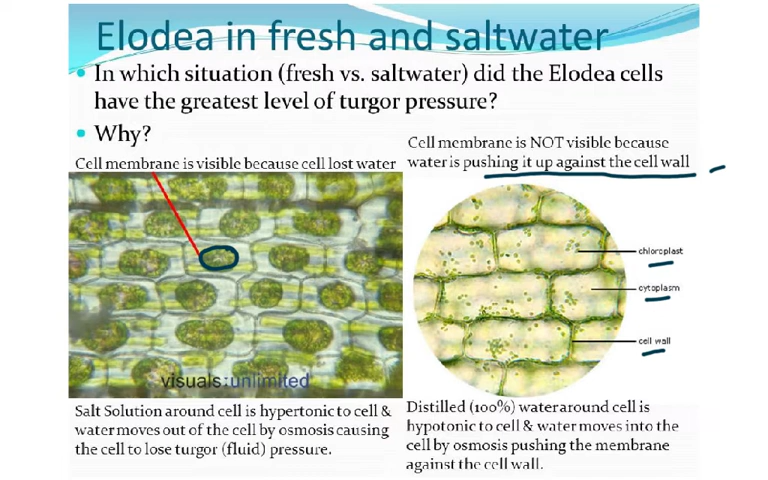 Elodea in fresh and saltwater
In which situation (fresh vs. saltwater) did the Elodea cells
have the greatest level of turgor pressure?
Why?
Cell membrane is visible because cell lost water
Cell membrane is NOT visible because
water is pushing it up against the cell wall
chloroplast
cytoplasm
cell wall
visuals:unlimited
Salt Solution around cell is hypertonic to cell &
water moves out of the cell by osmosis causing
the cell to lose turgor (fluid) pressure.
Distilled (100%) wateraround cell is
hypotonic to cell & water moves into the
cell by osmosis pushing the membrane
against the cell wall.